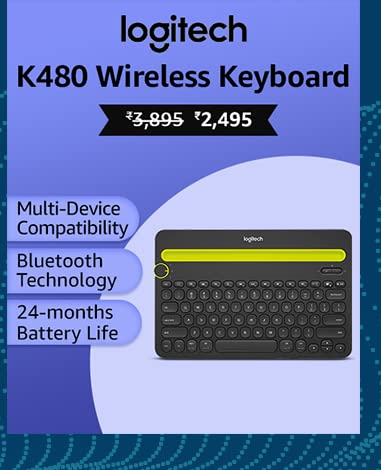 logitech
K480 Wireless Keyboard
₹3,895 ₹2,495
Multi-Device
Compatibility
Bluetooth
Technology
24-months
Battery Life
logitech